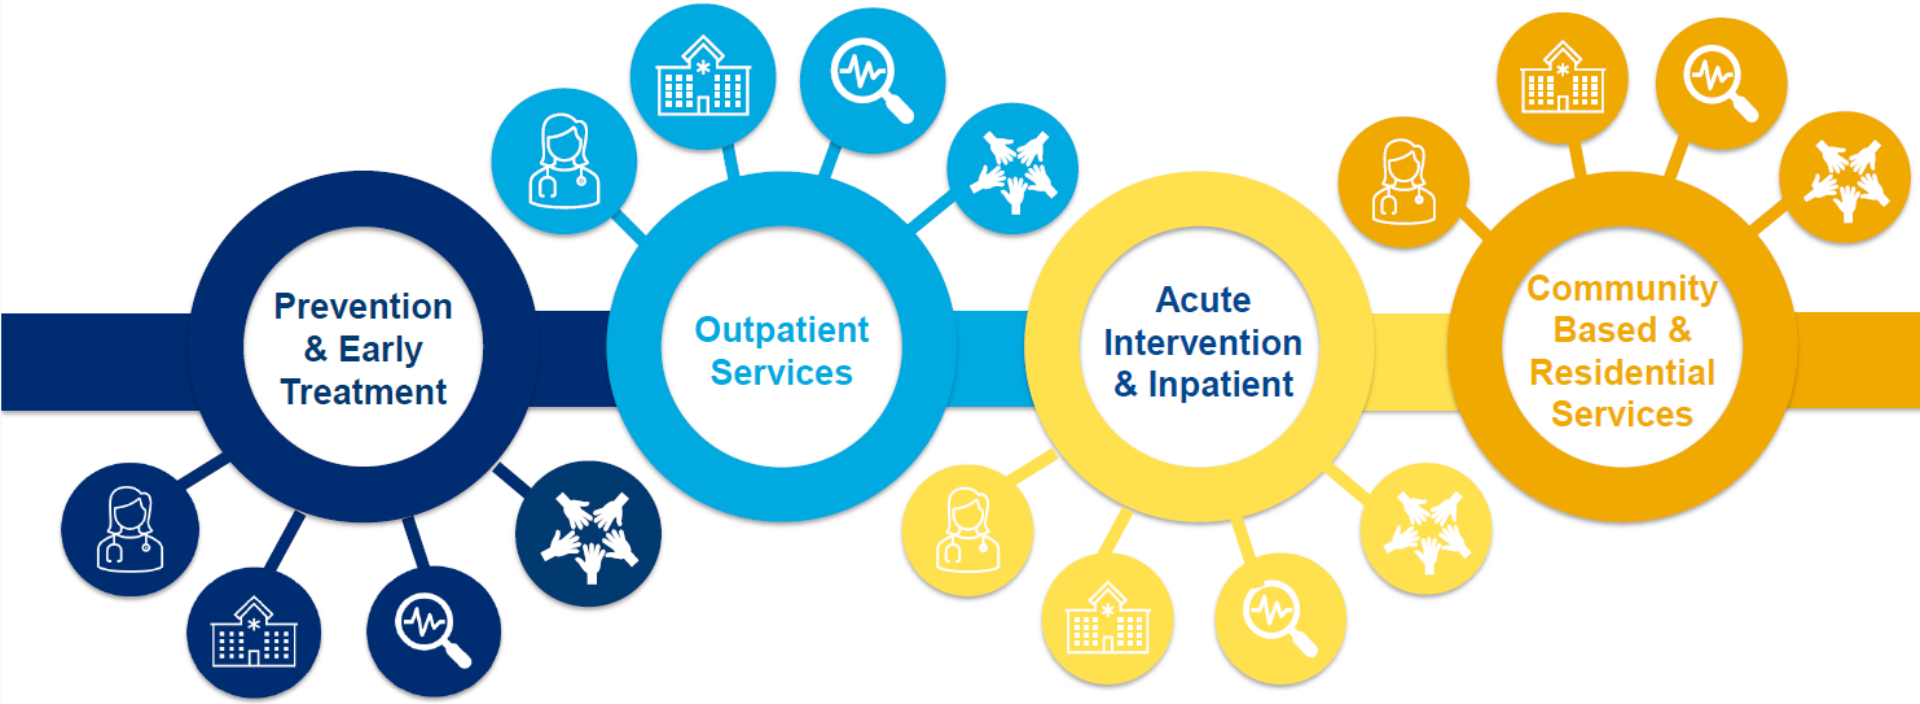 Prevention
& Early
Treatment
Outpatient
Services
Acute
Intervention
& Inpatient
Community
Based &
Residential
Services